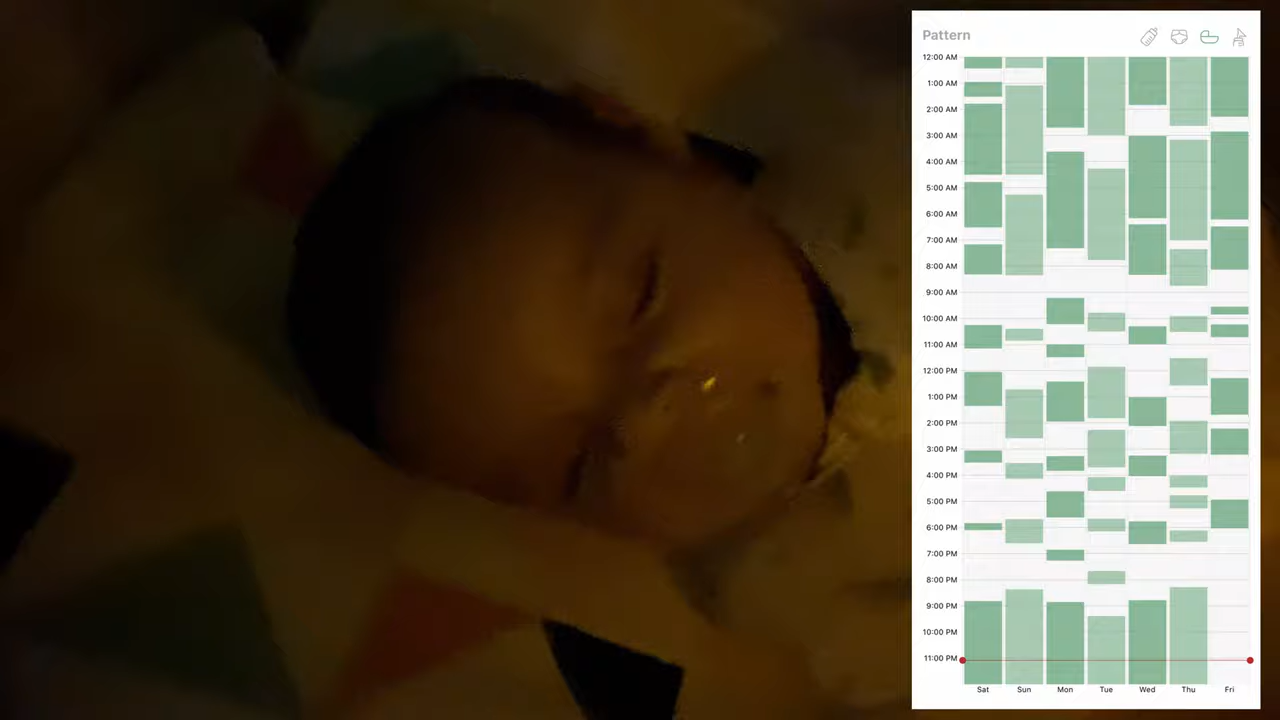 Pattern
12:00 AM
1:00 AM
2:00 AM
3:00 AM
4:00 AM
5:00 AM
6:00 AM
7:00 AM
8:00 AM
9:00 AM
10:00 AM
11:00 AM
12:00 PM
1:00 PM
2:00 PM
3:00 PM
4:00 PM
5:00 PM
6:00 PM
7:00 PM
8:00 PM
9:00 PM
10:00 PM
11:00 PM
Sat Sun Mon Tue Wed Thu Fri